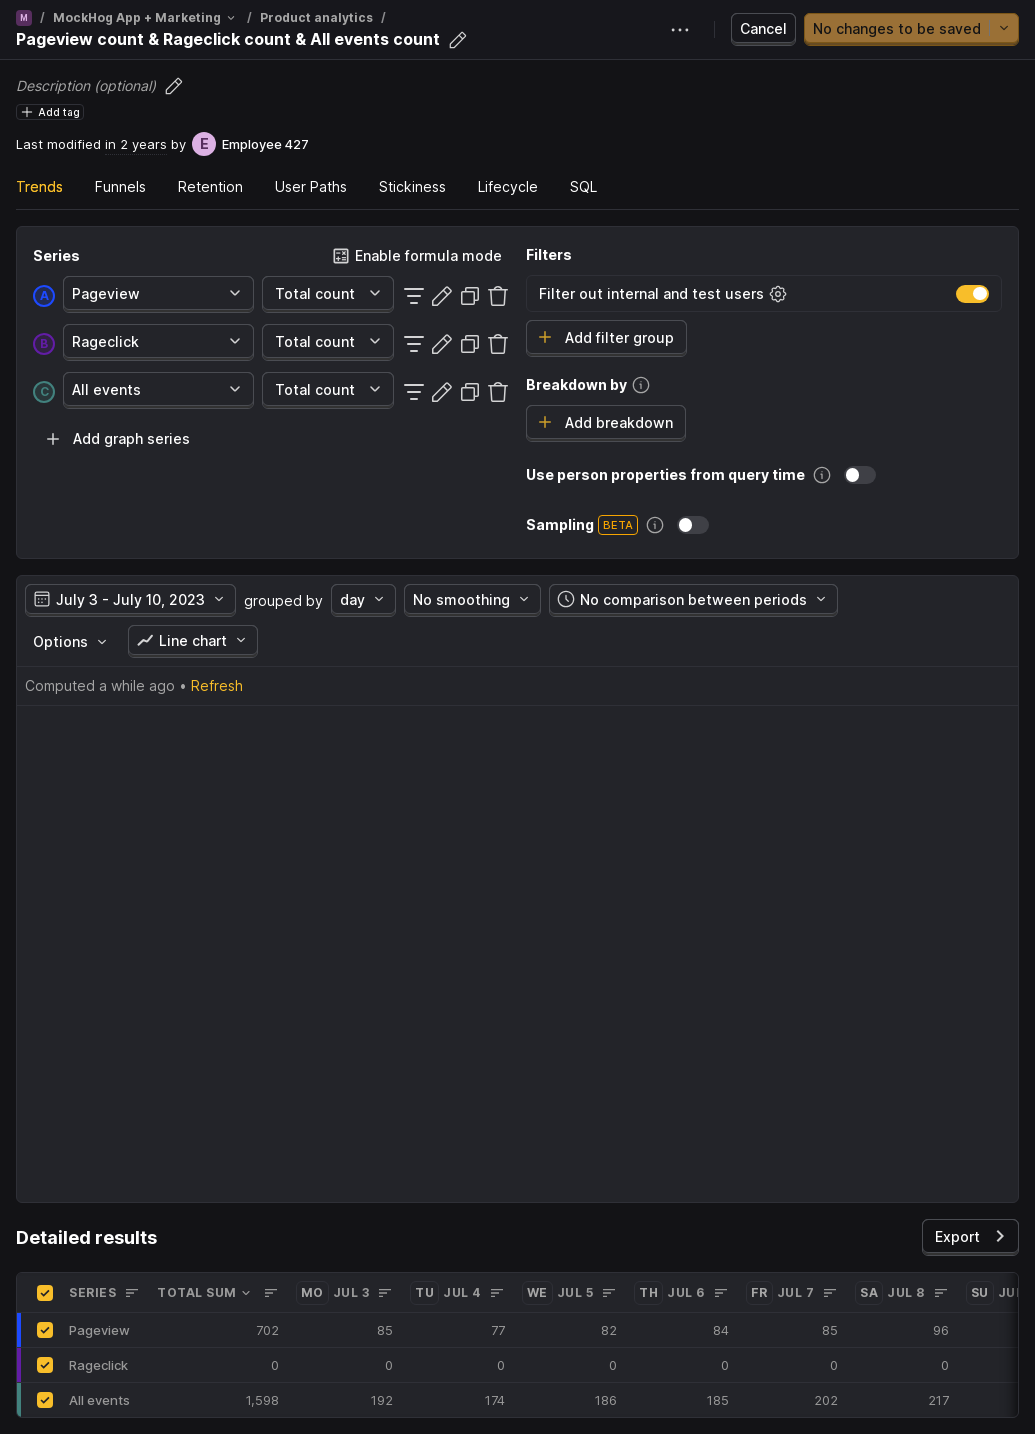 M / MockHog App + Marketing / Product analytics /
Pageview count & Rageclick count & All events count
Cancel
No changes to be saved
Description (optional)
Add tag
Last modified in 2 years by E Employee 427
Trends Funnels Retention User Paths Stickiness Lifecycle SQL
Series
Enable formula mode
A Pageview Total count
B Rageclick Total count
C All events Total count
Add graph series
Filters
Filter out internal and test users
Add filter group
Breakdown by
Add breakdown
Use person properties from query time
Sampling BETA
July 3 - July 10, 2023 grouped by day No smoothing No comparison between periods
Options Line chart
Computed a while ago • Refresh
Detailed results
Export
SERIES TOTAL SUM MO JUL 3 TU JUL 4 WE JUL 5 TH JUL 6 FR JUL 7 SA JUL 8 SU
Pageview 702 85 77 82 84 85 96
Rageclick 0 0 0 0 0 0 0
All events 1,598 192 174 186 185 202 217